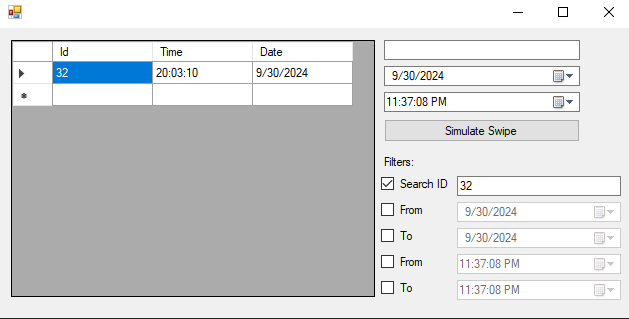 Id Time Date
32 20:03:10 9/30/2024
9/30/2024
11:37:08 PM
Simulate Swipe
Filters:
Search ID 32
From 9/30/2024
To 9/30/2024
From 11:37:08 PM
To 11:37:08 PM